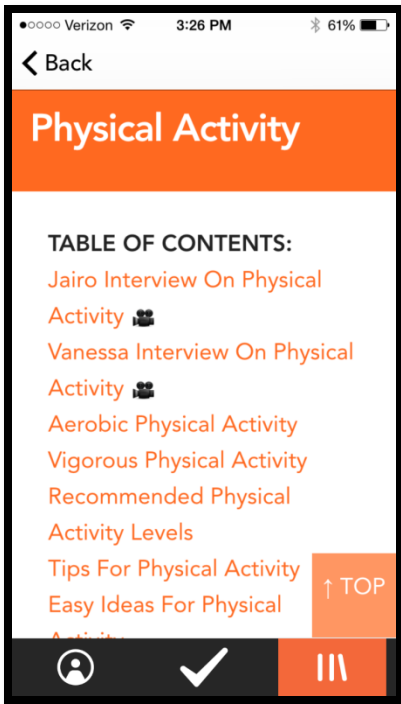 Verizon 3:26 PM 61%
Back
Physical Activity
TABLE OF CONTENTS:
Jairo Interview On Physical
Activity
Vanessa Interview On Physical
Activity
Aerobic Physical Activity
Vigorous Physical Activity
Recommended Physical
Activity Levels
Tips For Physical Activity
↑ TOP
Easy Ideas For Physical
Activity